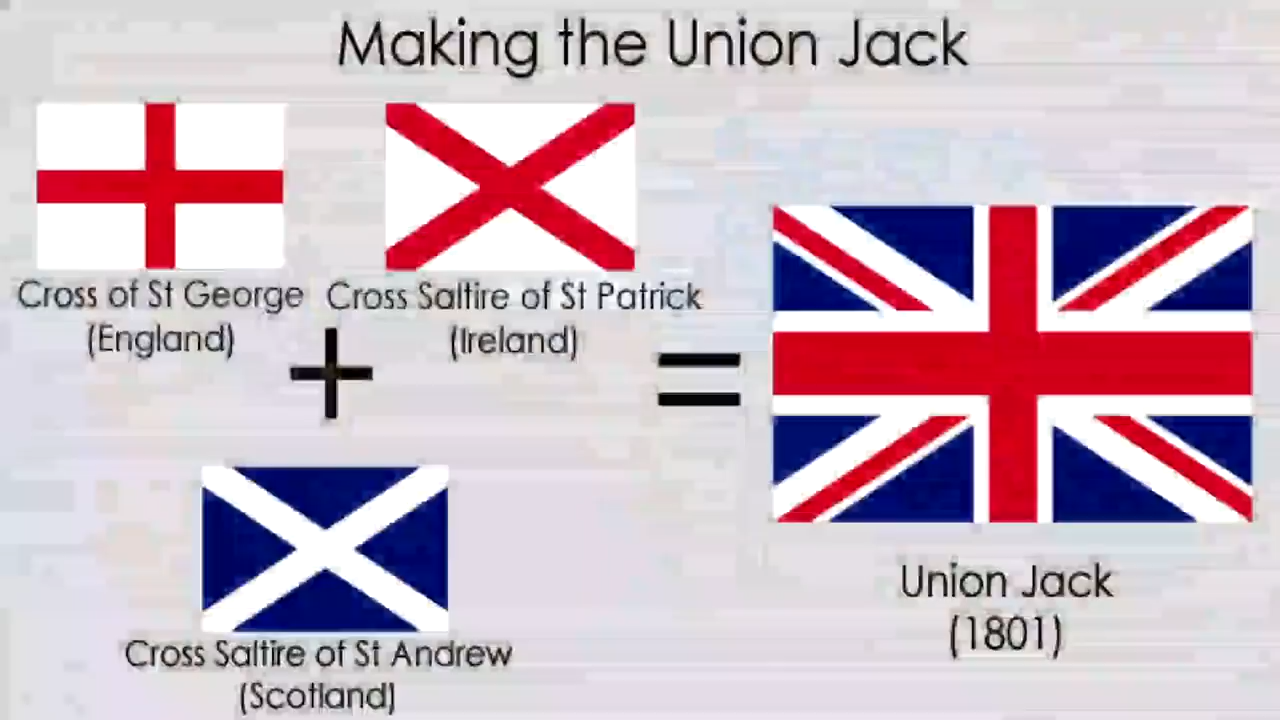 Making the Union Jack
Cross of St George
(England)
Cross Saltire of St Patrick
(Ireland)
+
=
Cross Saltire of St Andrew
(Scotland)
Union Jack
(1801)